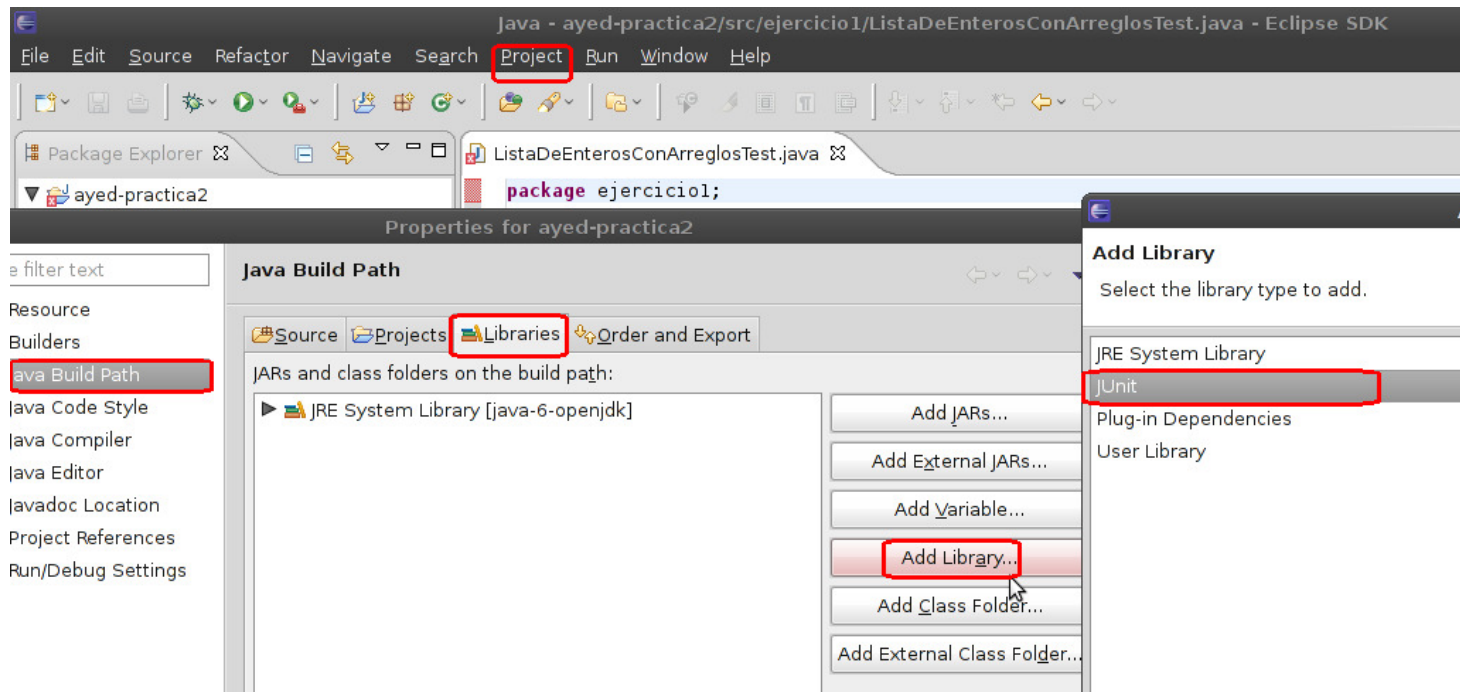 Java - ayed-practica2/src/ejercicio1/ListaDeEnterosConArreglosTest.java - Eclipse SDK
File Edit Source Refactor Navigate Search Project Run Window Help
Package Explorer
ListaDeEnterosConArreglosTest.java
ayed-practica2
package ejercicio1;
Properties for ayed-practica2
e filter text
Resource
Builders
ava Build Path
Java Code Style
Java Compiler
Java Editor
Javadoc Location
Project References
Run/Debug Settings
Java Build Path
Source Projects Libraries Order and Export
JARs and class folders on the build path:
JRE System Library [java-6-openjdk]
Add JARs...
Add External JARs...
Add Variable...
Add Library...
Add Class Folder...
Add External Class Folder...
Add Library
Select the library type to add.
JRE System Library
JUnit
Plug-in Dependencies
User Library